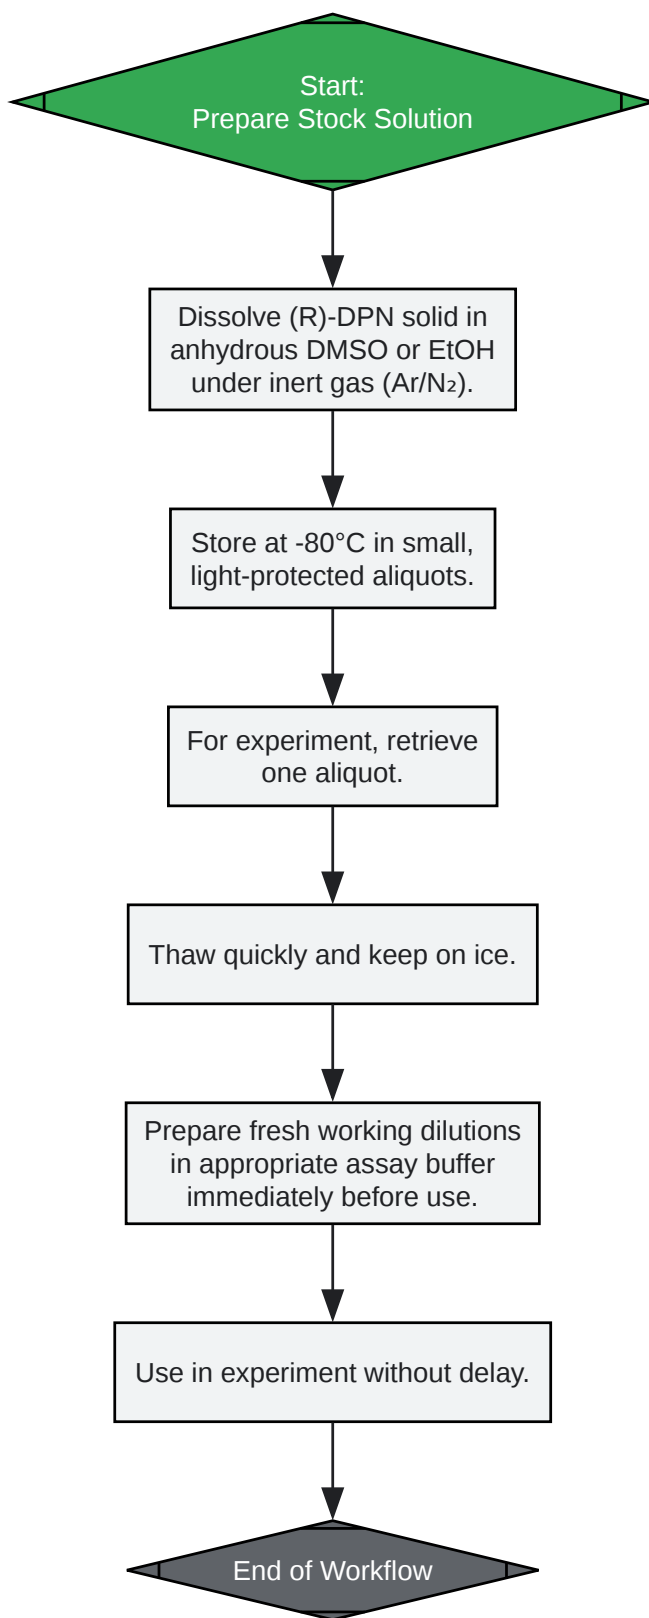 Start:
Prepare Stock Solution
Dissolve (R)-DPN solid in
anhydrous DMSO or EtOH
under inert gas (Ar/N₂).
Store at -80°C in small,
light-protected aliquots.
For experiment, retrieve
one aliquot.
Thaw quickly and keep on ice.
Prepare fresh working dilutions
in appropriate assay buffer
immediately before use.
Use in experiment without delay.
End of Workflow